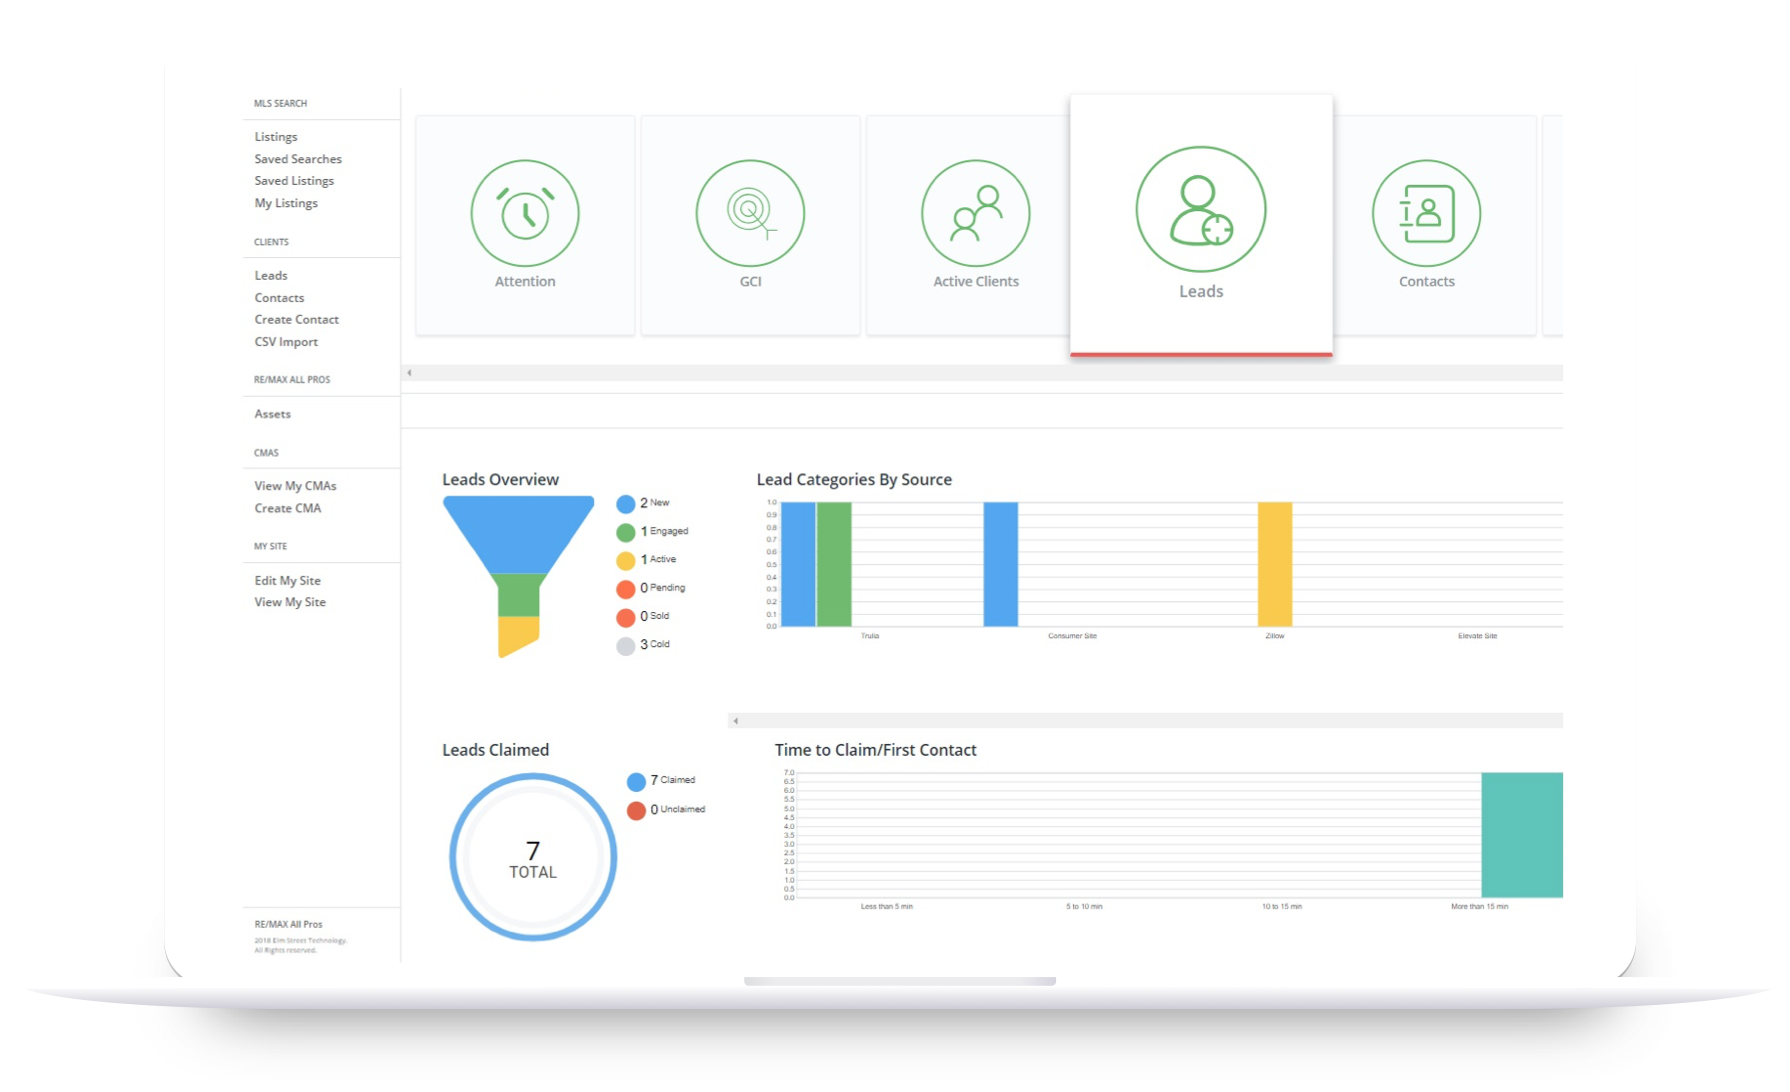 MLS SEARCH
Listings
Saved Searches
Saved Listings
My Listings
CLIENTS
Leads
Contacts
Create Contact
CSV Import
RE/MAX ALL PROS
Assets
CMAS
View My CMAs
Create CMA
MY SITE
Edit My Site
View My Site
RE/MAX All Pros
2018 Elm Street Technology.
All Rights reserved.
Attention
GCI
Active Clients
Leads
Contacts
Leads Overview
2 New
1 Engaged
1 Active
0 Pending
0 Sold
3 Cold
Lead Categories By Source
1.0
0.9
0.8
0.7
0.6
0.5
0.4
0.3
0.2
0.1
0.0
Trulia
Consumer Site
Zillow
Elevate Site
Leads Claimed
7
TOTAL
7 Claimed
0 Unclaimed
Time to Claim/First Contact
7.0
6.5
6.0
5.5
5.0
4.5
4.0
3.5
3.0
2.5
2.0
1.5
1.0
0.5
0.0
Less than 5 min
5 to 10 min
10 to 15 min
More than 15 min